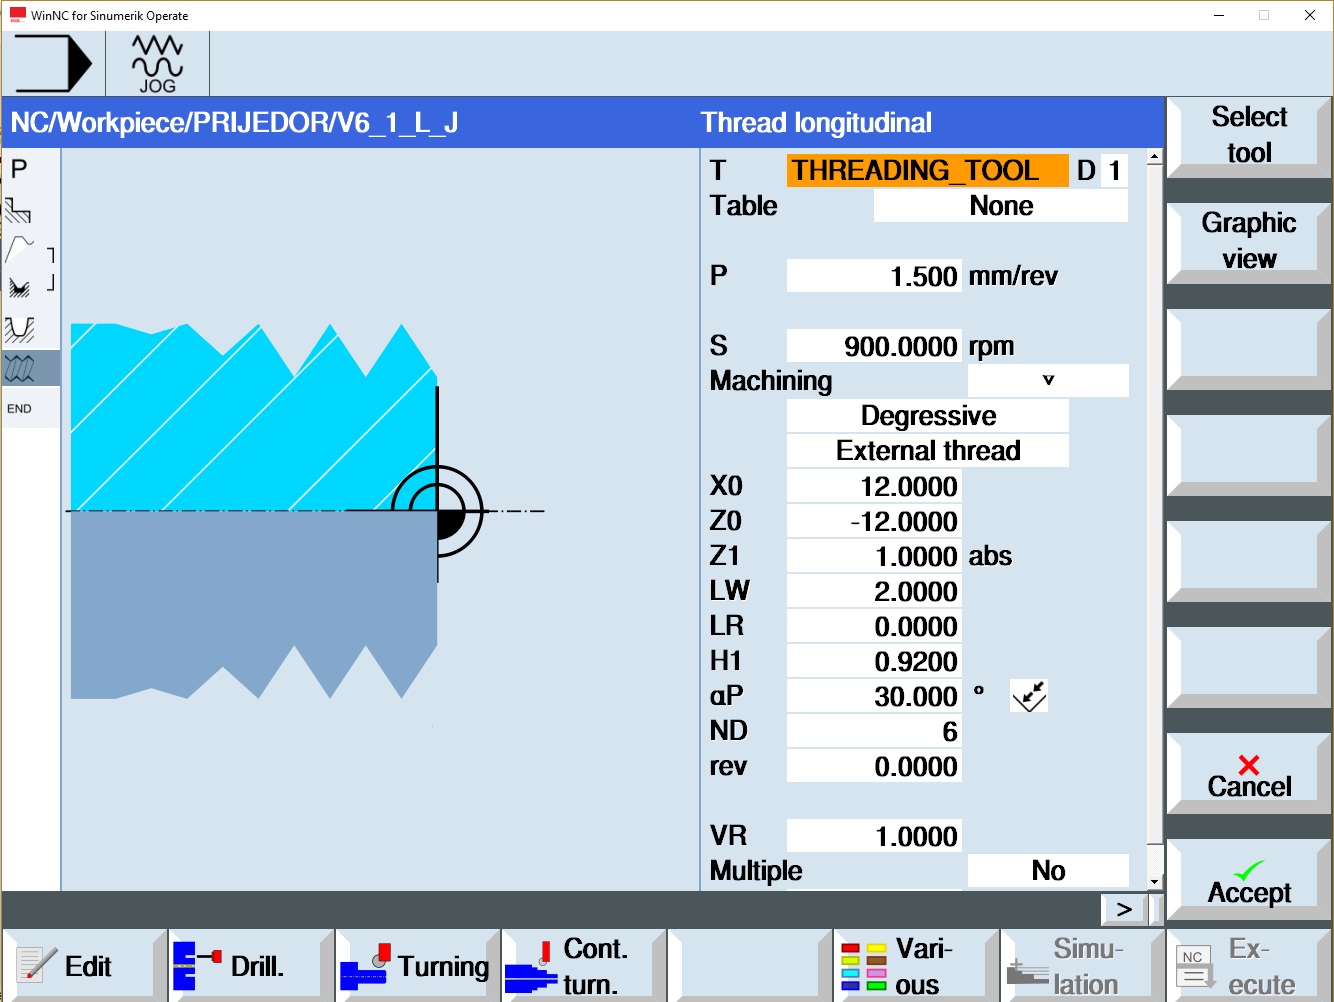 WinNC for Sinumerik Operate
JOG
NC/Workpiece/PRIJEDOR/V6_1_L_J
Thread longitudinal
P
END
T THREADING_TOOL D 1
Table None
P 1.500 mm/rev
S 900.0000 rpm
Machining ▿
Degressive
External thread
X0 12.0000
Z0 -12.0000
Z1 1.0000 abs
LW 2.0000
LR 0.0000
H1 0.9200
αP 30.000 °
ND 6
rev 0.0000
VR 1.0000
Multiple No
Select
tool
Graphic
view
Cancel
Accept
>
Edit
Drill.
Turning
Cont.
turn.
Vari-
ous
Simu-
lation
NC
Ex-
ecute